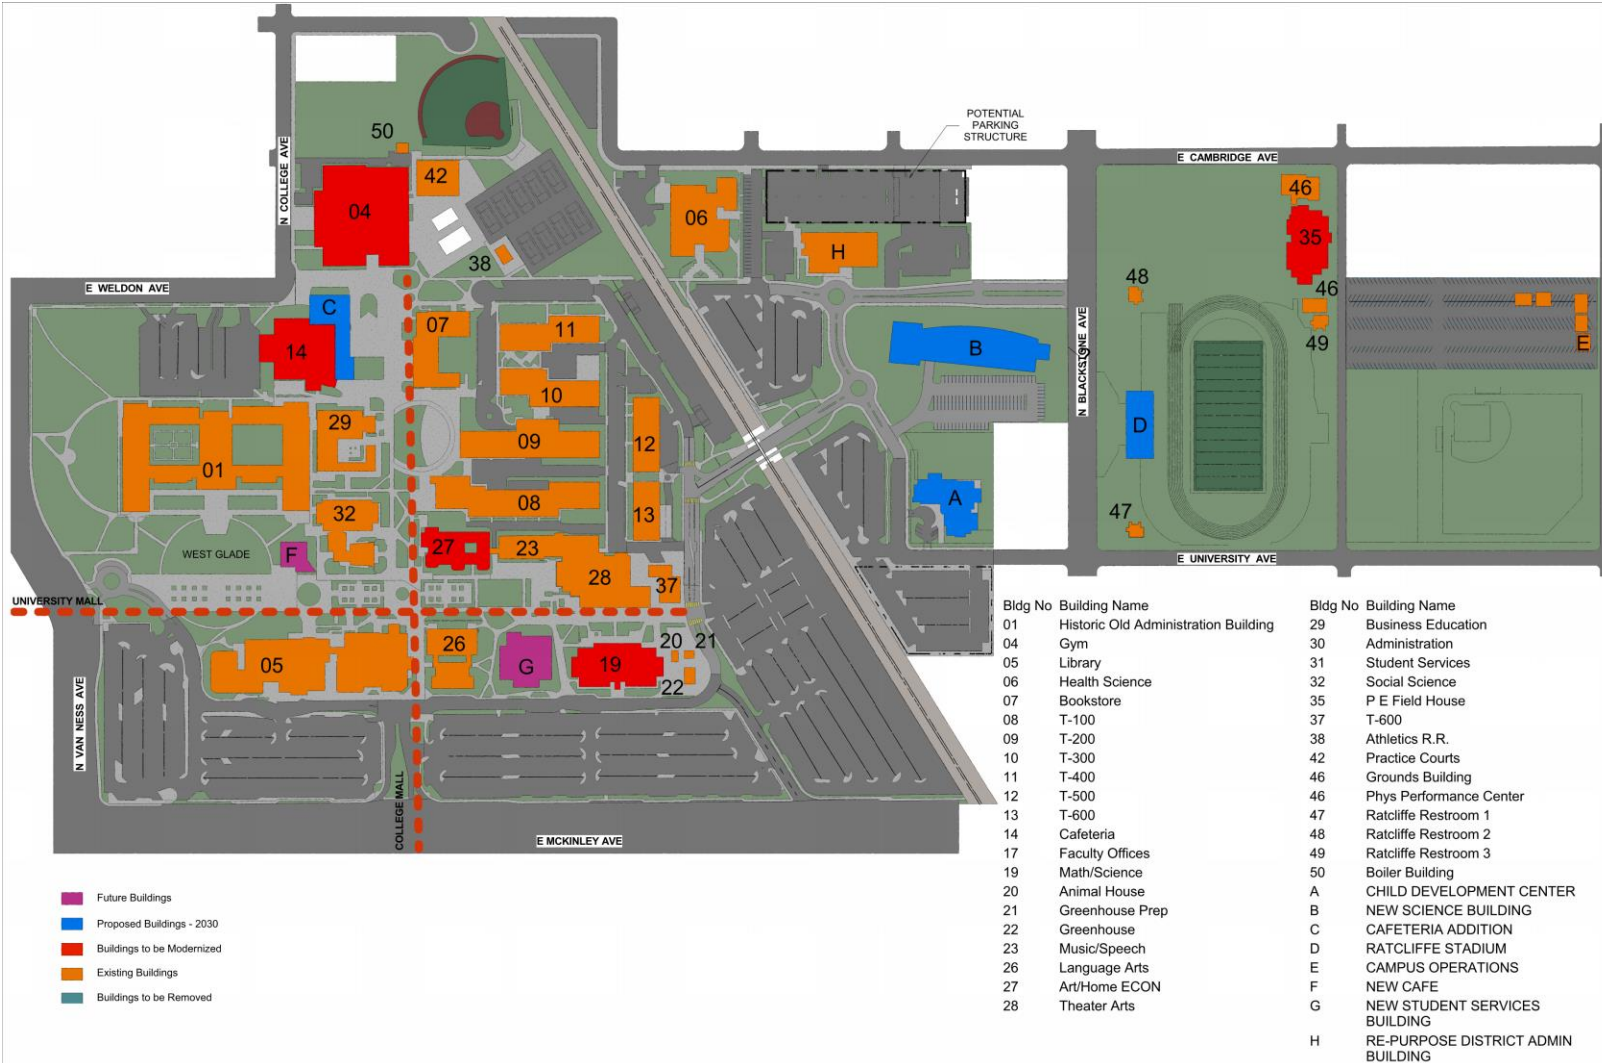 POTENTIAL
PARKING
STRUCTURE
E CAMBRIDGE AVE
N COLLEGE AVE
50
42
04
46
06
35
H
38
48
46
E WELDON AVE
C
07
11
14
49
E
B
N BLACKSTONE AVE
10
29
D
09
12
01
08
13
A
32
47
27
23
F
WEST GLADE
28
37
E UNIVERSITY AVE
UNIVERSITY MALL
20
21
26
05
G
19
22
N VAN NESS AVE
COLLEGE MALL
E MCKINLEY AVE
Future Buildings
Proposed Buildings - 2030
Buildings to be Modernized
Existing Buildings
Buildings to be Removed
Bldg No Building Name
01 Historic Old Administration Building
04 Gym
05 Library
06 Health Science
07 Bookstore
08 T-100
09 T-200
10 T-300
11 T-400
12 T-500
13 T-600
14 Cafeteria
17 Faculty Offices
19 Math/Science
20 Animal House
21 Greenhouse Prep
22 Greenhouse
23 Music/Speech
26 Language Arts
27 Art/Home ECON
28 Theater Arts
Bldg No Building Name
29 Business Education
30 Administration
31 Student Services
32 Social Science
35 P E Field House
37 T-600
38 Athletics R.R.
42 Practice Courts
46 Grounds Building
46 Phys Performance Center
47 Ratcliffe Restroom 1
48 Ratcliffe Restroom 2
49 Ratcliffe Restroom 3
50 Boiler Building
A CHILD DEVELOPMENT CENTER
B NEW SCIENCE BUILDING
C CAFETERIA ADDITION
D RATCLIFFE STADIUM
E CAMPUS OPERATIONS
F NEW CAFE
G NEW STUDENT SERVICES
BUILDING
H RE-PURPOSE DISTRICT ADMIN
BUILDING